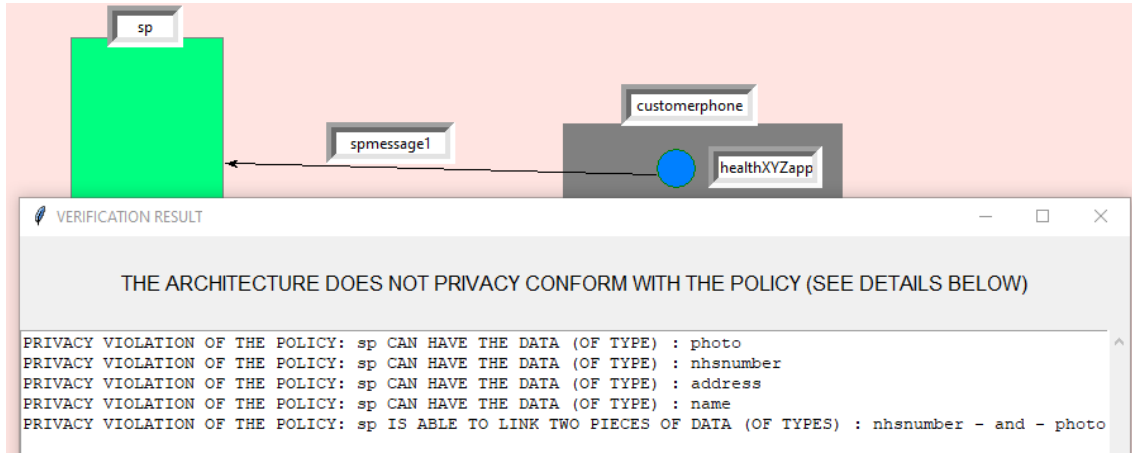 sp
customerphone
spmessage1
healthXYZapp
VERIFICATION RESULT
THE ARCHITECTURE DOES NOT PRIVACY CONFORM WITH THE POLICY (SEE DETAILS BELOW)
PRIVACY VIOLATION OF THE POLICY: sp CAN HAVE THE DATA (OF TYPE) : photo
PRIVACY VIOLATION OF THE POLICY: sp CAN HAVE THE DATA (OF TYPE) : nhsnumber
PRIVACY VIOLATION OF THE POLICY: sp CAN HAVE THE DATA (OF TYPE) : address
PRIVACY VIOLATION OF THE POLICY: sp CAN HAVE THE DATA (OF TYPE) : name
PRIVACY VIOLATION OF THE POLICY: sp IS ABLE TO LINK TWO PIECES OF DATA (OF TYPES) : nhsnumber - and - photo